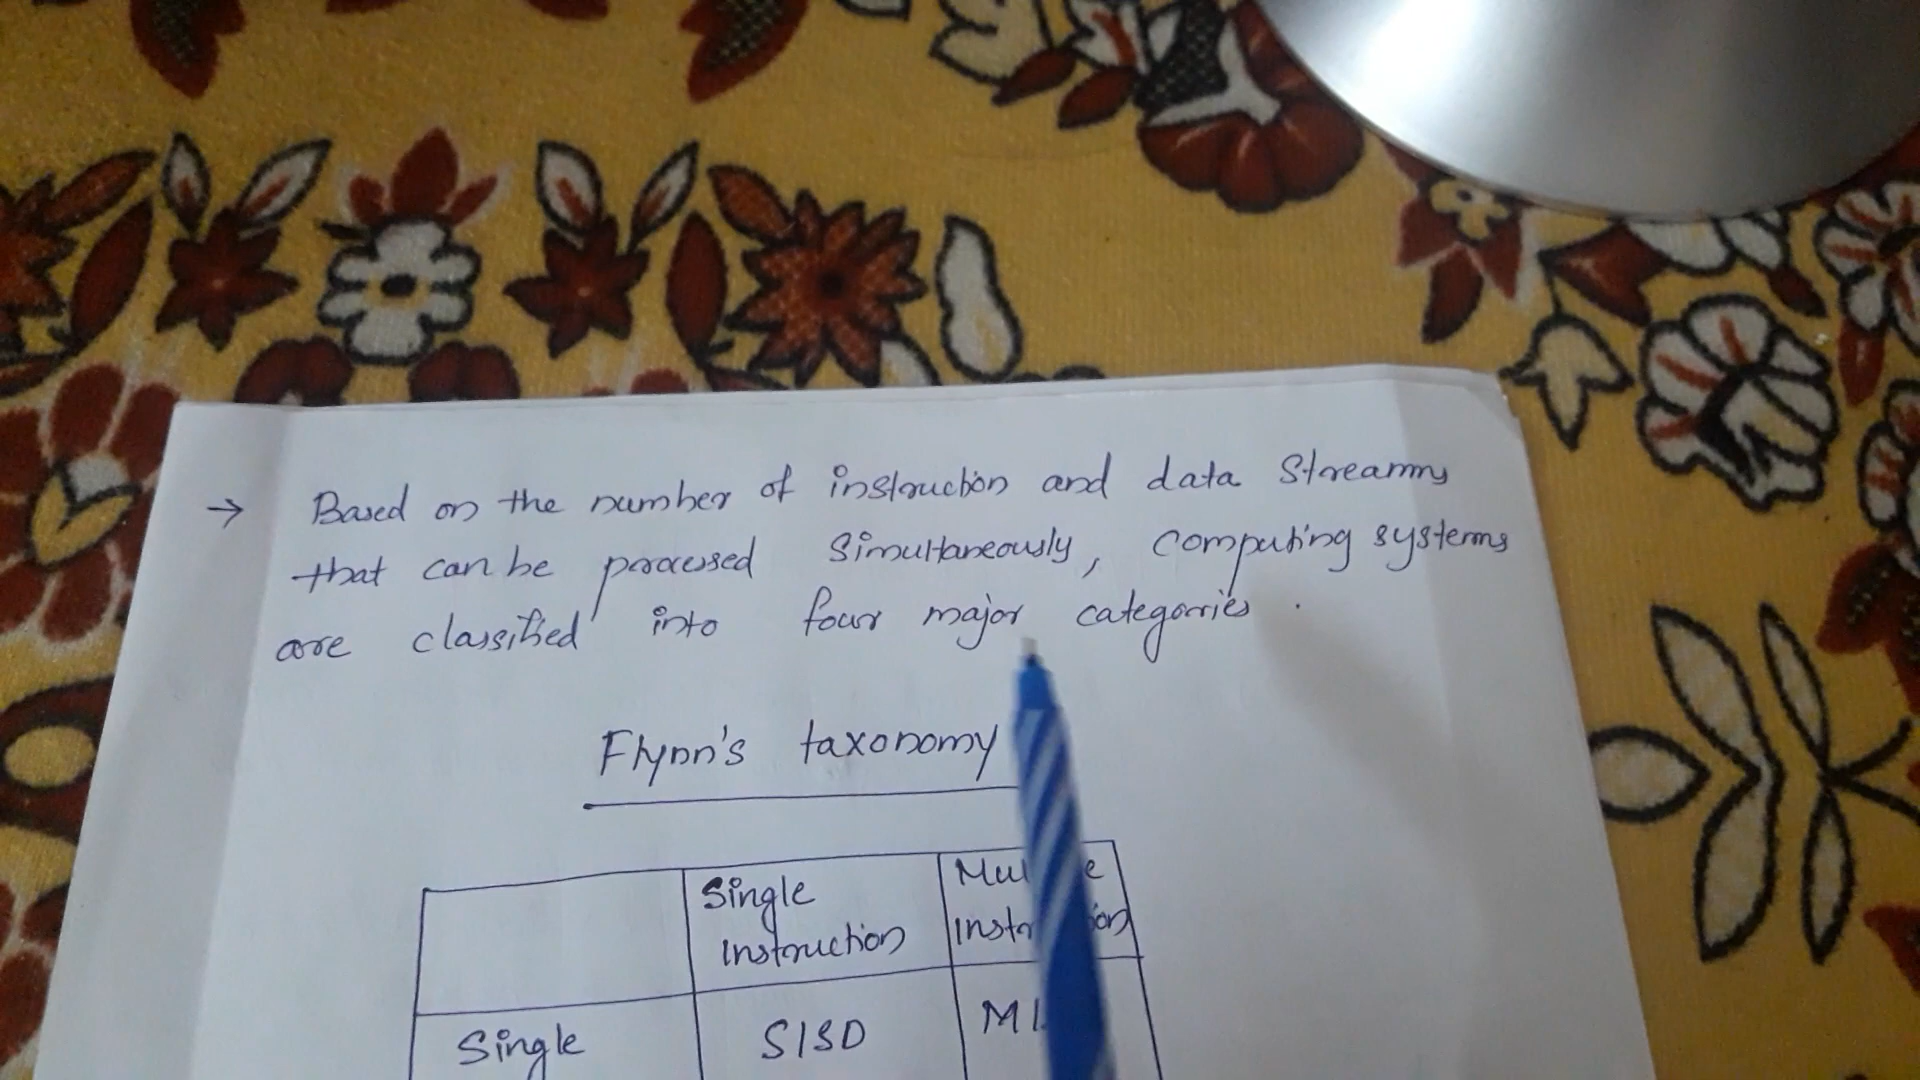 → Based on the number of instruction and data Streams
that can be processed Simultaneously, computing systems
are classified into four major categories.
Flynn's taxonomy
Single
Instruction
Single
SISD